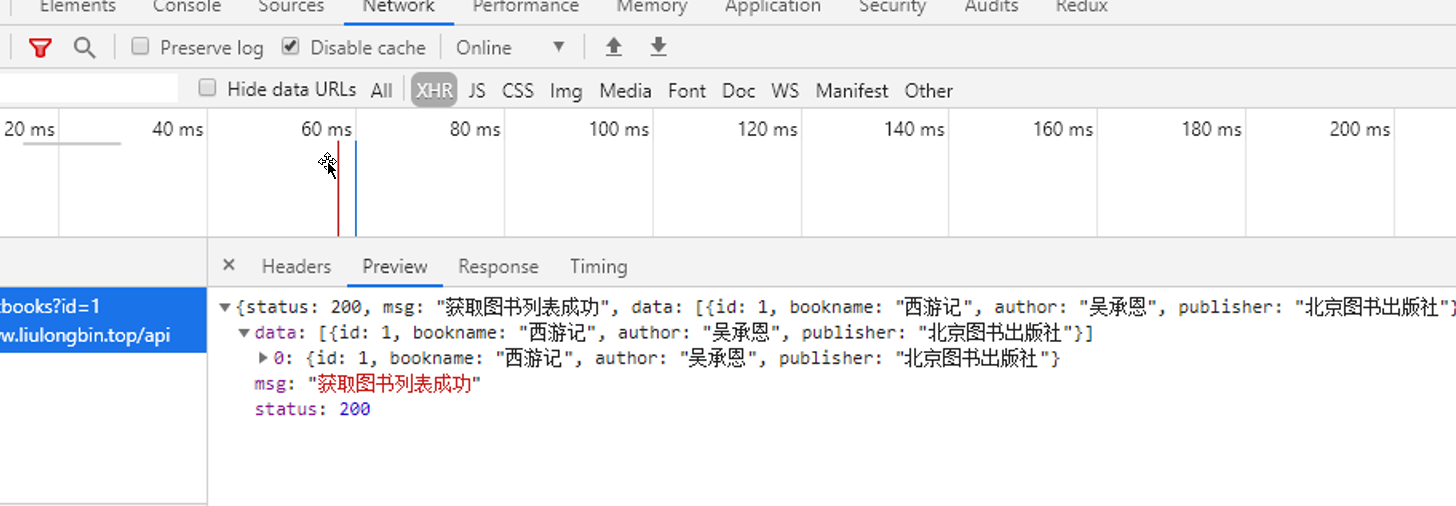 Elements Console Sources Network Performance Memory Application Security Audits Redux
Preserve log Disable cache Online
Hide data URLs All XHR JS CSS Img Media Font Doc WS Manifest Other
20 ms 40 ms 60 ms 80 ms 100 ms 120 ms 140 ms 160 ms 180 ms 200 ms
× Headers Preview Response Timing
tbooks?id=1
w.liulongbin.top/api
▼{status: 200, msg: "获取图书列表成功", data: [{id: 1, bookname: "西游记", author: "吴承恩", publisher: "北京图书出版社"}
▼data: [{id: 1, bookname: "西游记", author: "吴承恩", publisher: "北京图书出版社"}]
▶0: {id: 1, bookname: "西游记", author: "吴承恩", publisher: "北京图书出版社"}
msg: "获取图书列表成功"
status: 200